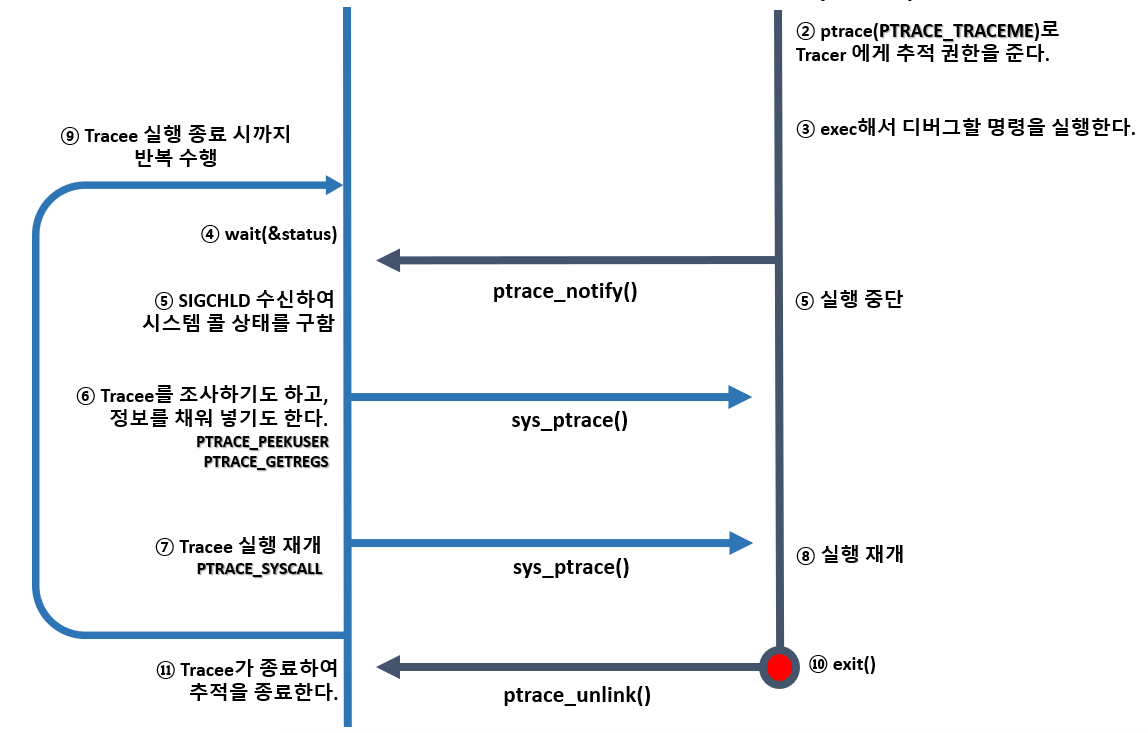 ② ptrace(PTRACE_TRACEME)로
Tracer 에게 추적 권한을 준다.
③ exec해서 디버그할 명령을 실행한다.
⑨ Tracee 실행 종료 시까지
반복 수행
④ wait(&status)
ptrace_notify()
⑤ SIGCHLD 수신하여
시스템 콜 상태를 구함
⑤ 실행 중단
⑥ Tracee를 조사하기도 하고,
정보를 채워 넣기도 한다.
PTRACE_PEEKUSER
PTRACE_GETREGS
sys_ptrace()
⑦ Tracee 실행 재개
PTRACE_SYSCALL
sys_ptrace()
⑧ 실행 재개
⑩ exit()
⑪ Tracee가 종료하여
추적을 종료한다.
ptrace_unlink()